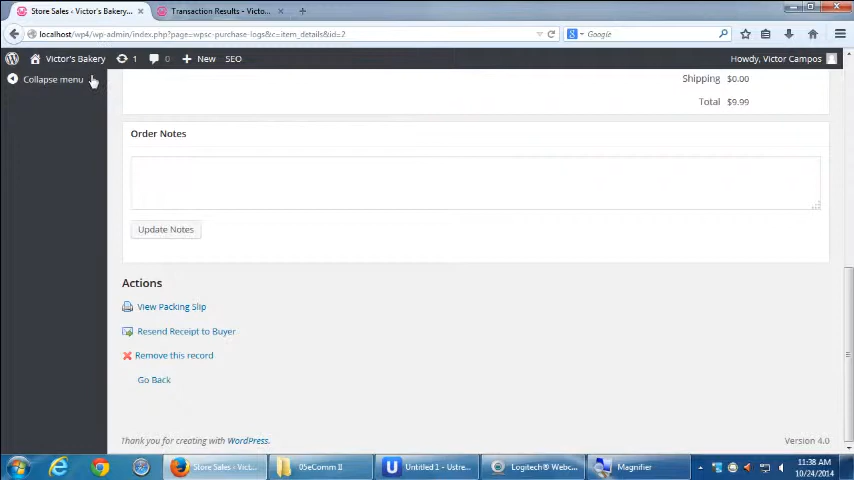 Store Sales ‹ Victor's Bakery...
Transaction Results - Victo...
localhost/wp4/wp-admin/index.php?page=wpsc-purchase-logs&c=item_details&id=2
Google
Victor's Bakery 1 0 New SEO
Howdy, Victor Campos
Collapse menu
Shipping $0.00
Total $9.99
Order Notes
Update Notes
Actions
View Packing Slip
Resend Receipt to Buyer
Remove this record
Go Back
Thank you for creating with WordPress.
Version 4.0
Store Sales ‹ Vict...
05eComm II
Untitled 1 - Ustre...
Logitech® Webc...
Magnifier
11:38 AM
10/24/2014